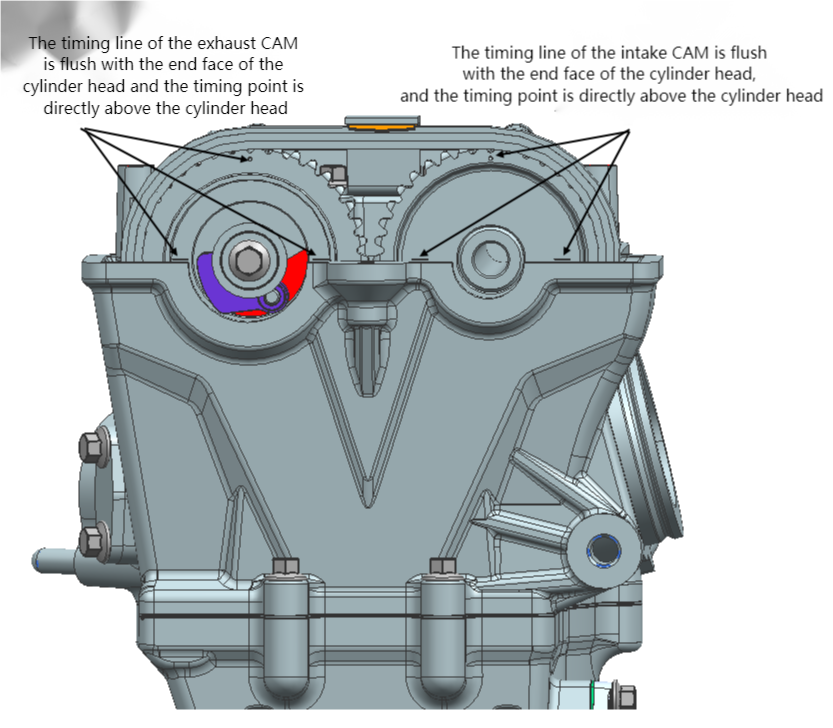 The timing line of the exhaust CAM
is flush with the end face of the
cylinder head and the timing point is
directly above the cylinder head
The timing line of the intake CAM is flush
with the end face of the cylinder head,
and the timing point is directly above the cylinder head